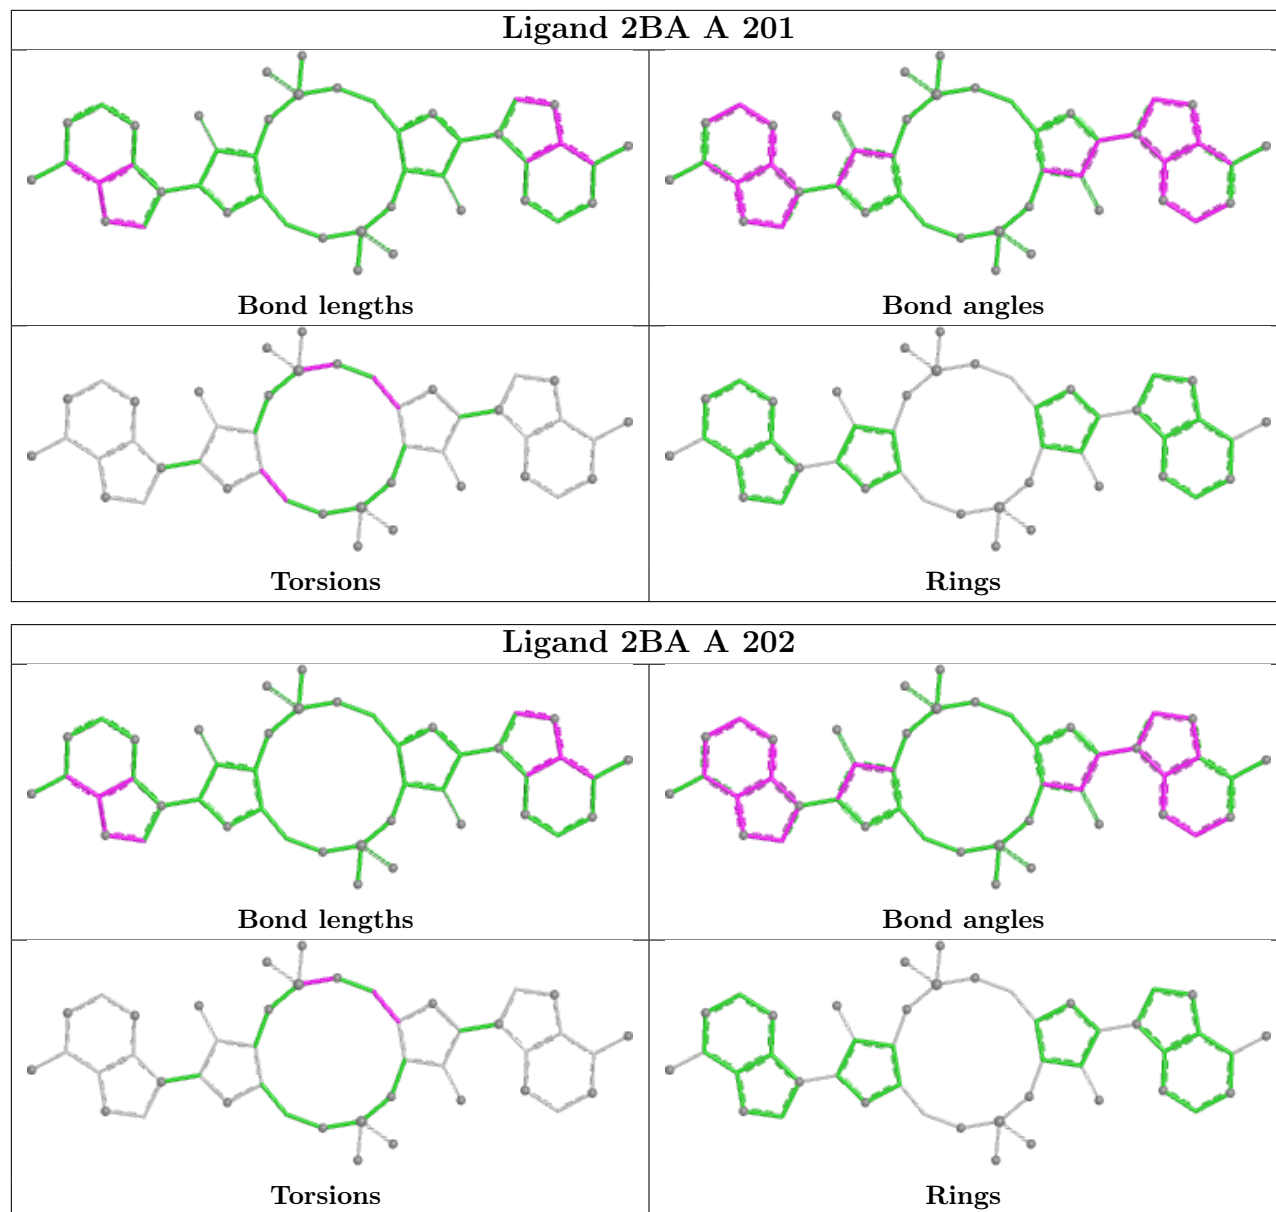 Ligand 2BA A 201
Bond lengths
Bond angles
Torsions
Rings
Ligand 2BA A 202
Bond lengths
Bond angles
Torsions
Rings